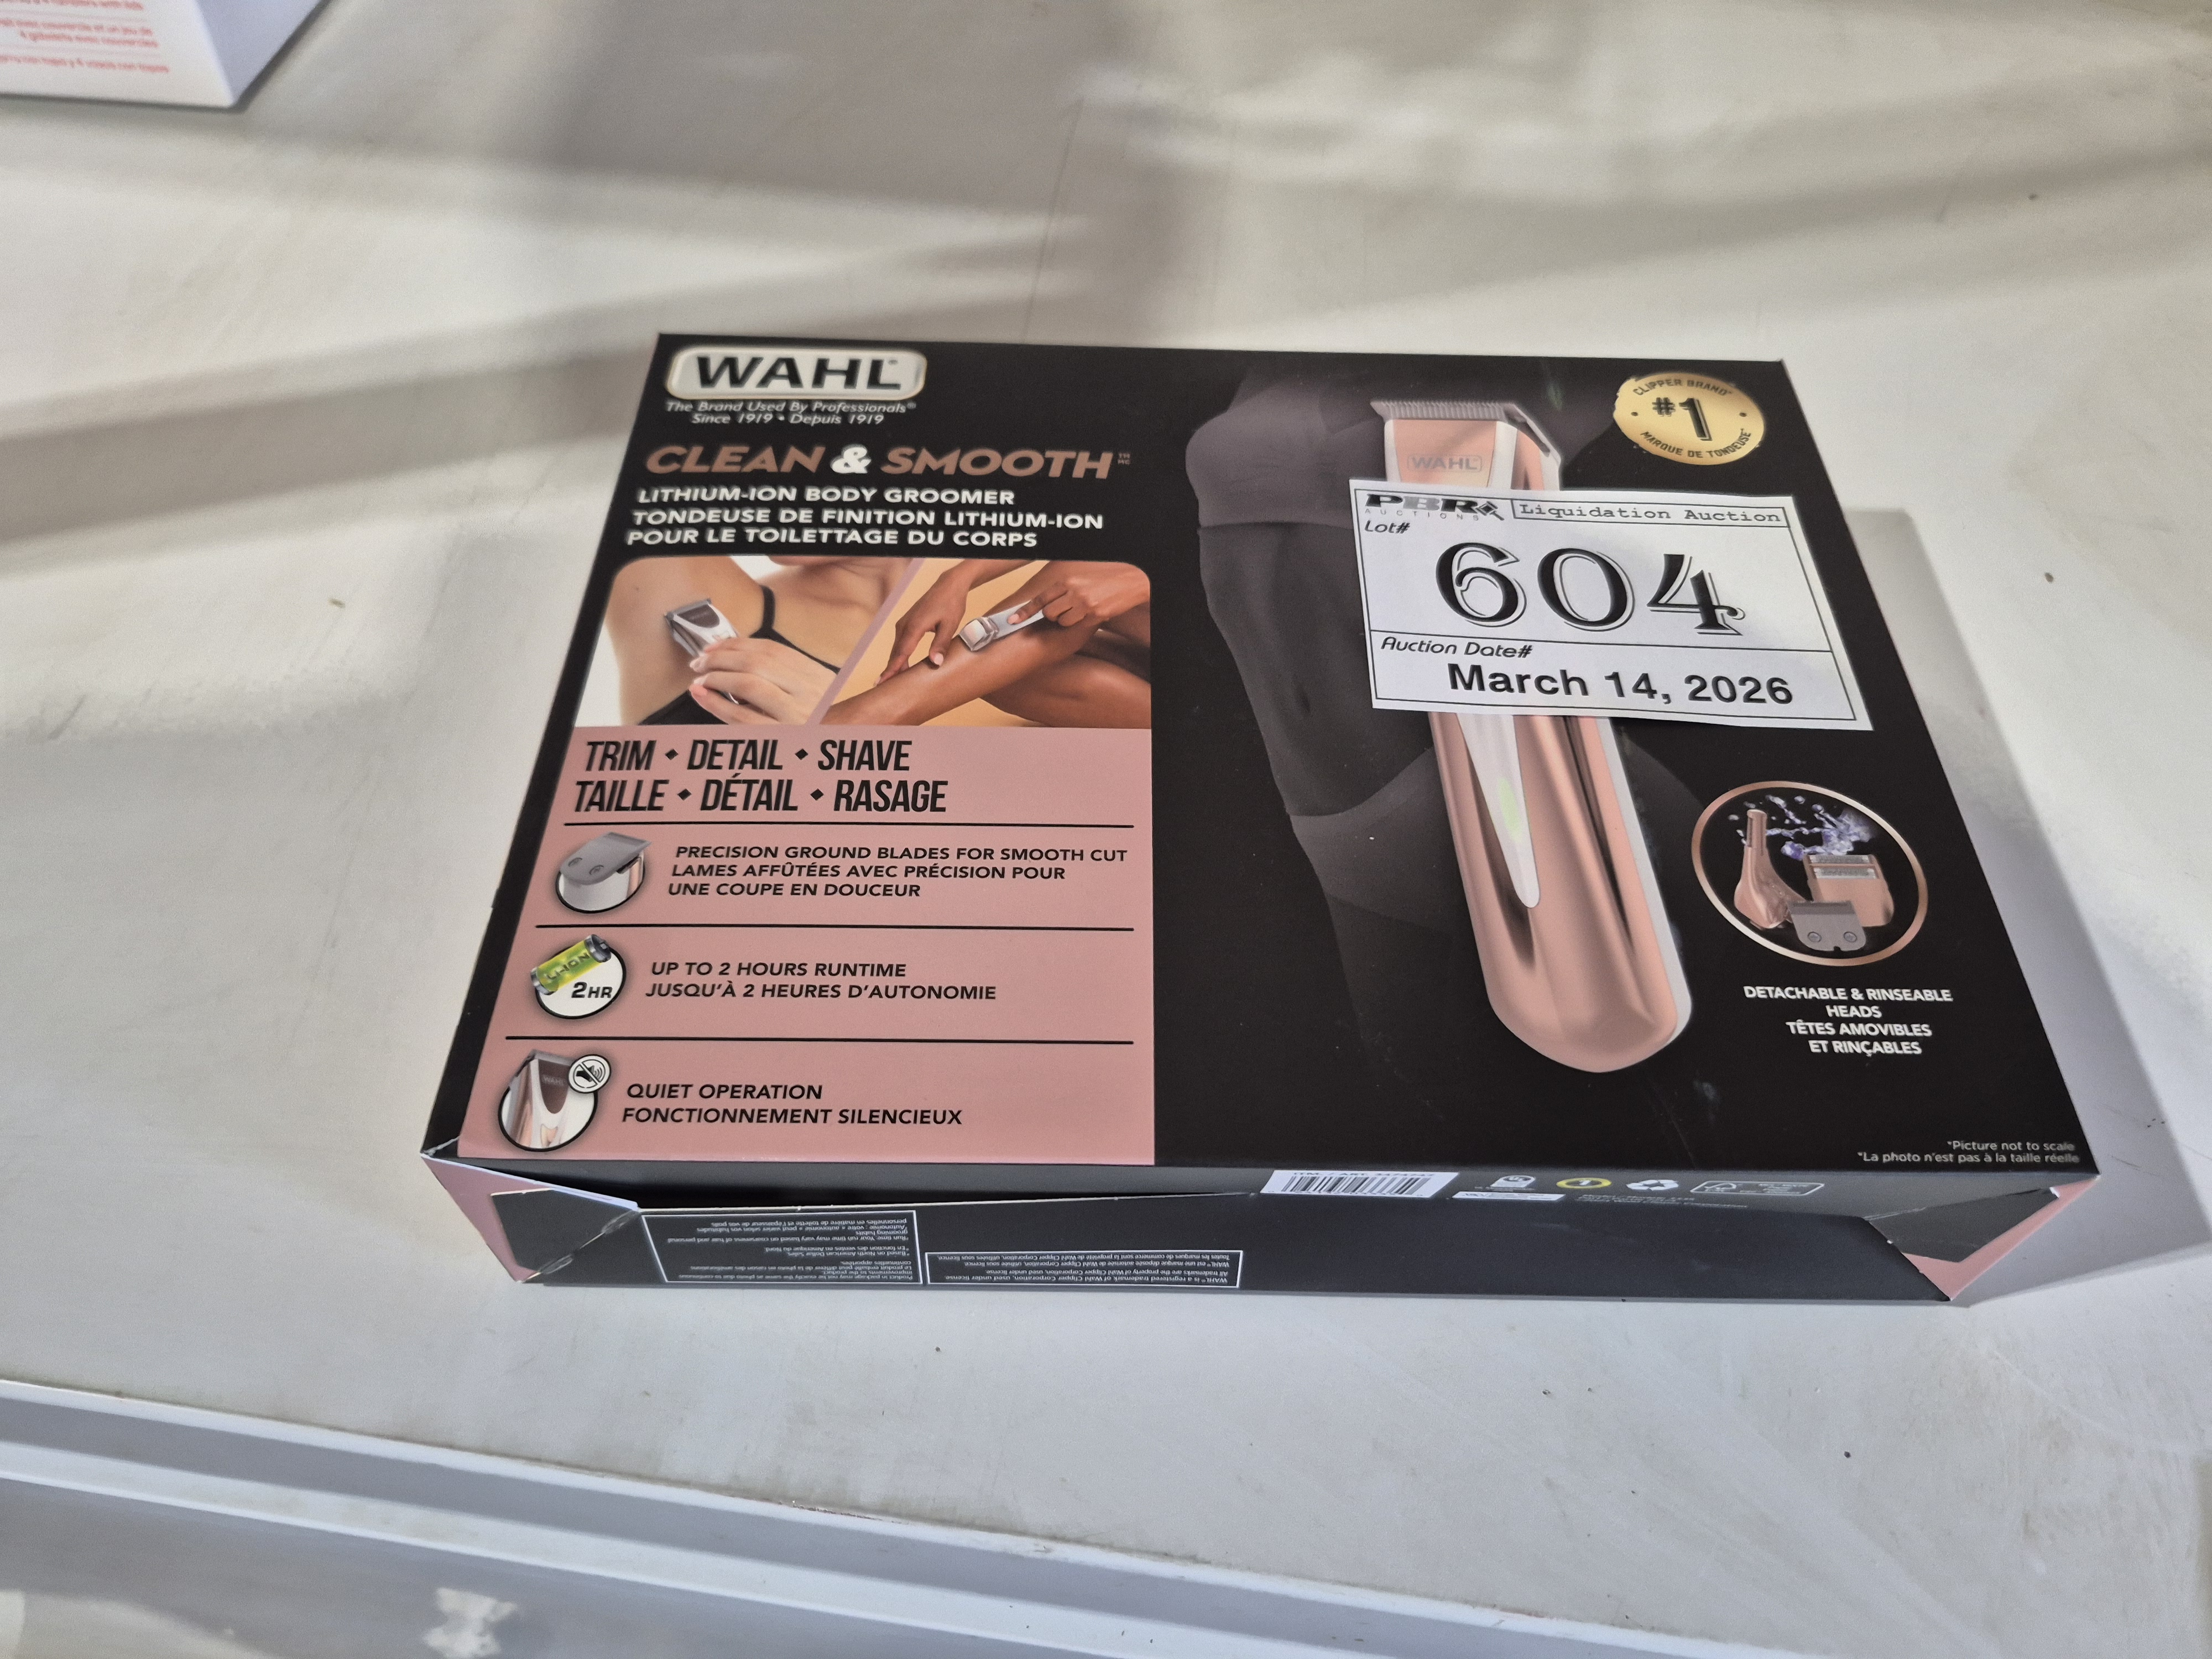 WAHL®
The Brand Used By Professionals®
Since 1919 • Depuis 1919
CLEAN & SMOOTH™ MC
LITHIUM-ION BODY GROOMER
TONDEUSE DE FINITION LITHIUM-ION
POUR LE TOILETTAGE DU CORPS
TRIM • DETAIL • SHAVE
TAILLE • DÉTAIL • RASAGE
PRECISION GROUND BLADES FOR SMOOTH CUT
LAMES AFFÛTÉES AVEC PRÉCISION POUR
UNE COUPE EN DOUCEUR
2HR
UP TO 2 HOURS RUNTIME
JUSQU'À 2 HEURES D'AUTONOMIE
QUIET OPERATION
FONCTIONNEMENT SILENCIEUX
CLIPPER BRAND
#1
MARQUE DE TONDEUSE
WAHL
PBR AUCTIONS
Liquidation Auction
Lot#
604
Auction Date#
March 14, 2026
DETACHABLE & RINSEABLE
HEADS
TÊTES AMOVIBLES
ET RINÇABLES
*Picture not to scale
*La photo n'est pas à la taille réelle